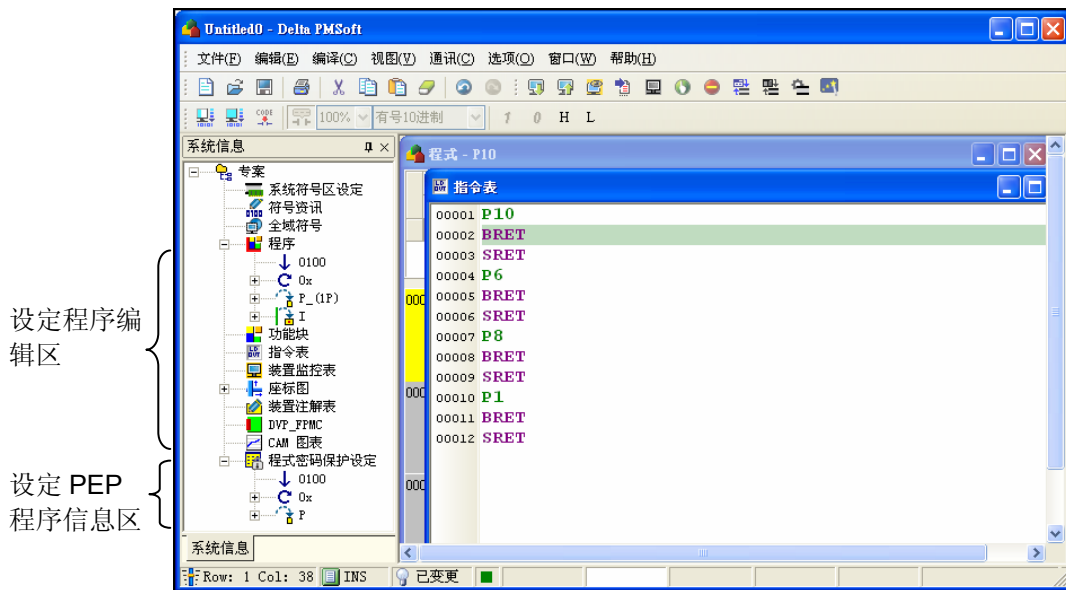 Untitled0 - Delta PMSoft
文件(F) 编辑(E) 编译(C) 视图(V) 通讯(C) 选项(O) 窗口(W) 帮助(H)
CODE 100% 有号10进制 1 0 H L
系统信息
专案
系统符号区设定
符号资讯
全域符号
程序
0100
Ox
P_(1P)
I
功能块
指令表
装置监控表
座标图
装置注解表
DVP_FPMC
CAM 图表
程式密码保护设定
0100
Ox
P
系统信息
设定程序编
辑区
设定 PEP
程序信息区
程式 - P10
指令表
00001 P10
00002 BRET
00003 SRET
00004 P6
00005 BRET
00006 SRET
00007 P8
00008 BRET
00009 SRET
00010 P1
00011 BRET
00012 SRET
000
000
000
Row: 1 Col: 38 INS 已变更